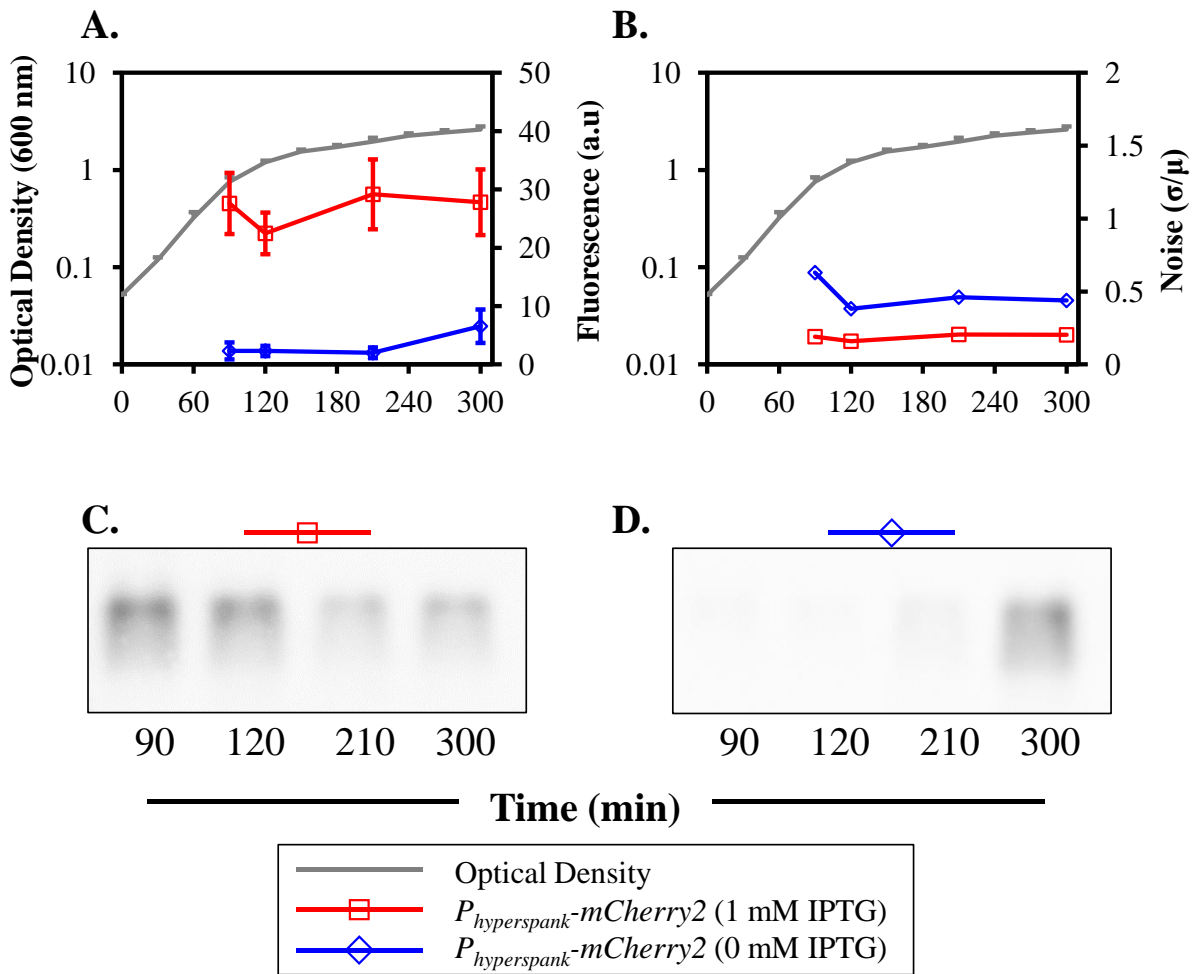 A.
B.
Optical Density (600 nm)
10
1
0.1
0.01
50
40
30
20
10
0
Fluorescence (a.u)
0 60 120 180 240 300
10
1
0.1
0.01
2
1.5
1
0.5
0
Noise (σ/μ)
0 60 120 180 240 300
C.
D.
90 120 210 300
90 120 210 300
Time (min)
Optical Density
Phyperspank-mCherry2 (1 mM IPTG)
Phyperspank-mCherry2 (0 mM IPTG)